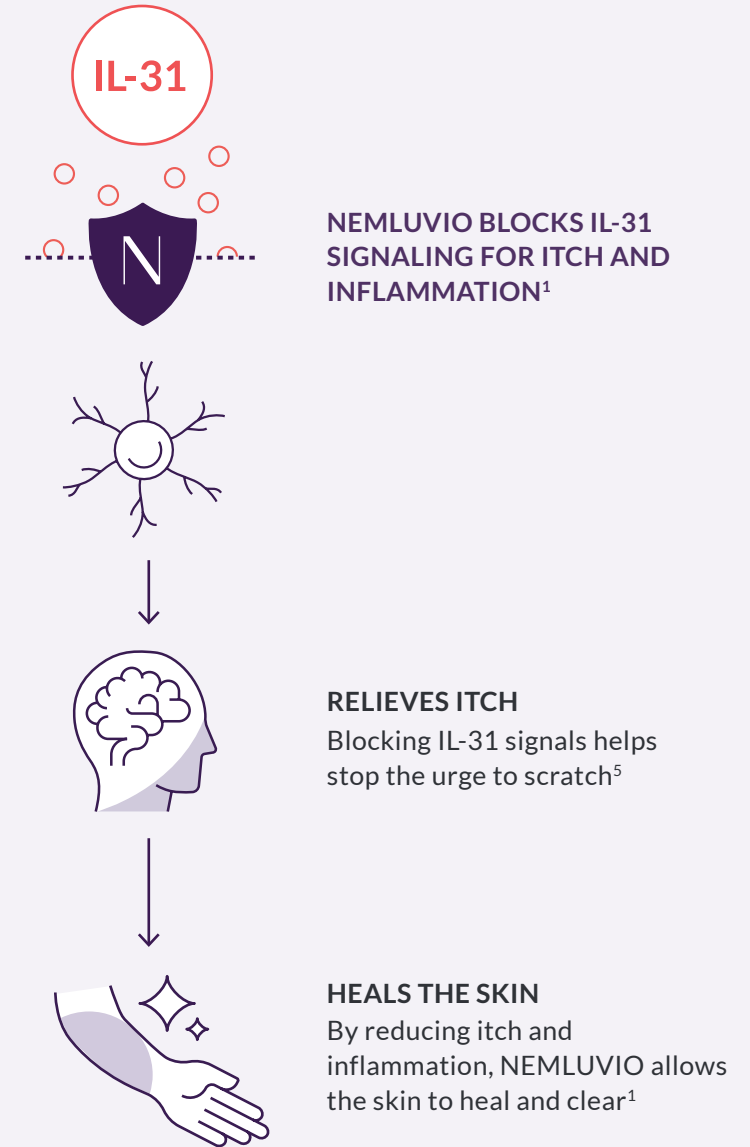 IL-31
N
NEMLUVIO BLOCKS IL-31
SIGNALING FOR ITCH AND
INFLAMMATION¹
RELIEVES ITCH
Blocking IL-31 signals helps
stop the urge to scratch⁵
HEALS THE SKIN
By reducing itch and
inflammation, NEMLUVIO allows
the skin to heal and clear¹